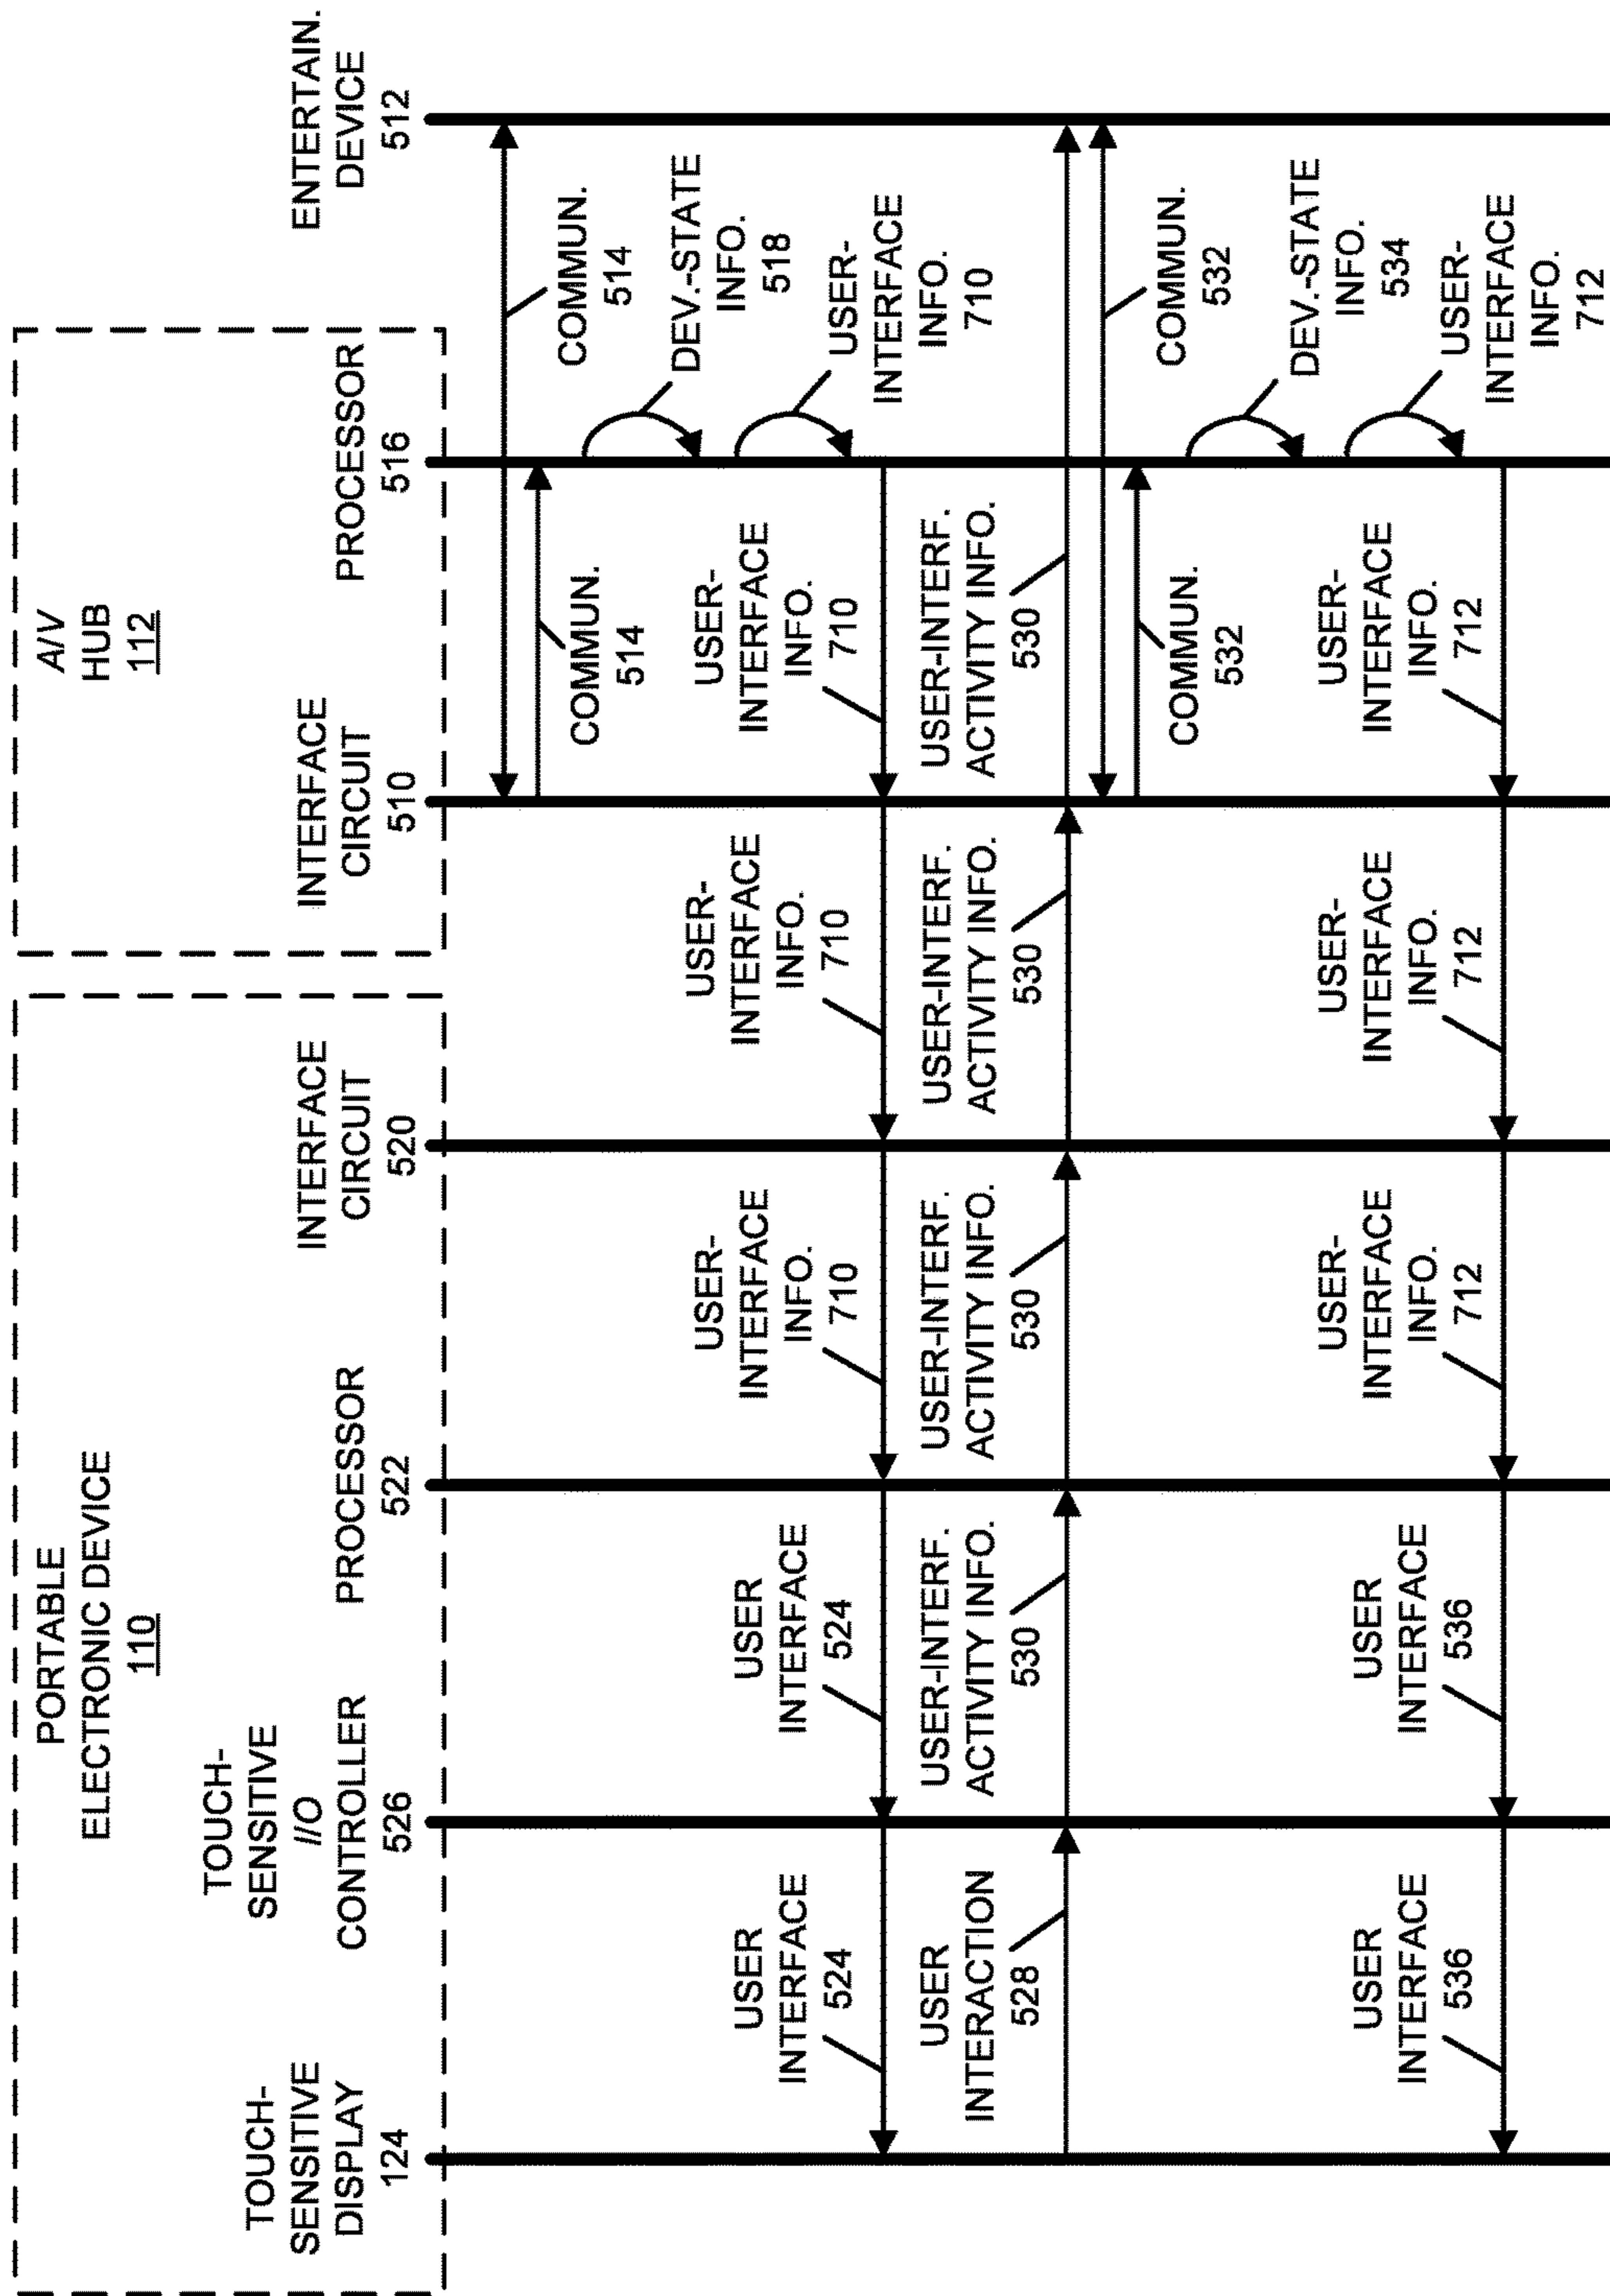 PORTABLE
ELECTRONIC DEVICE
110
A/V
HUB
112
TOUCH-
SENSITIVE
DISPLAY
124
TOUCH-
SENSITIVE
I/O
CONTROLLER
526
PROCESSOR
522
INTERFACE
CIRCUIT
520
INTERFACE
CIRCUIT
510
PROCESSOR
516
ENTERTAIN.
DEVICE
512
COMMUN.
514
COMMUN.
514
DEV.-STATE
INFO.
518
USER-
INTERFACE
INFO.
710
USER
INTERFACE
524
USER
INTERFACE
524
USER-
INTERFACE
INFO.
710
USER-
INTERFACE
INFO.
710
USER-
INTERFACE
INFO.
710
USER
INTERACTION
528
USER-INTERF.
ACTIVITY INFO.
530
USER-INTERF.
ACTIVITY INFO.
530
USER-INTERF.
ACTIVITY INFO.
530
USER-INTERF.
ACTIVITY INFO.
530
COMMUN.
532
COMMUN.
532
DEV.-STATE
INFO.
534
USER-
INTERFACE
INFO.
712
USER
INTERFACE
536
USER
INTERFACE
536
USER-
INTERFACE
INFO.
712
USER-
INTERFACE
INFO.
712
USER-
INTERFACE
INFO.
712